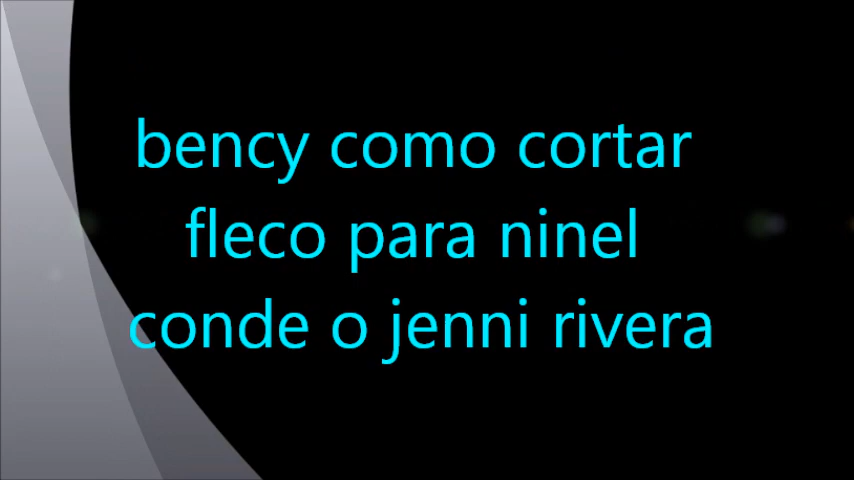 bency como cortar
fleco para ninel
conde o jenni rivera